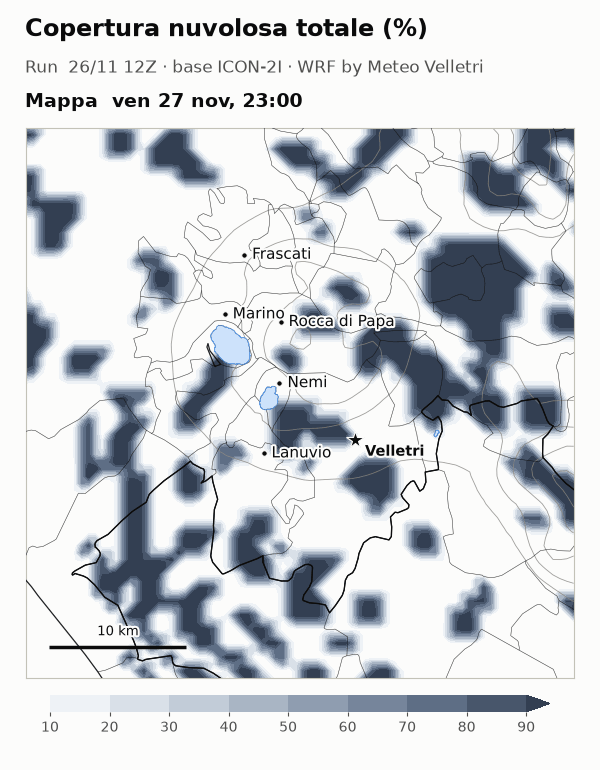 Copertura nuvolosa totale (%)
Run  26/11 12Z · base ICON-2I · WRF by Meteo Velletri
Mappa  ven 27 nov, 23:00
Frascati
Marino
Rocca di Papa
Nemi
Velletri
Lanuvio
10 km
10 20 30 40 50 60 70 80 90